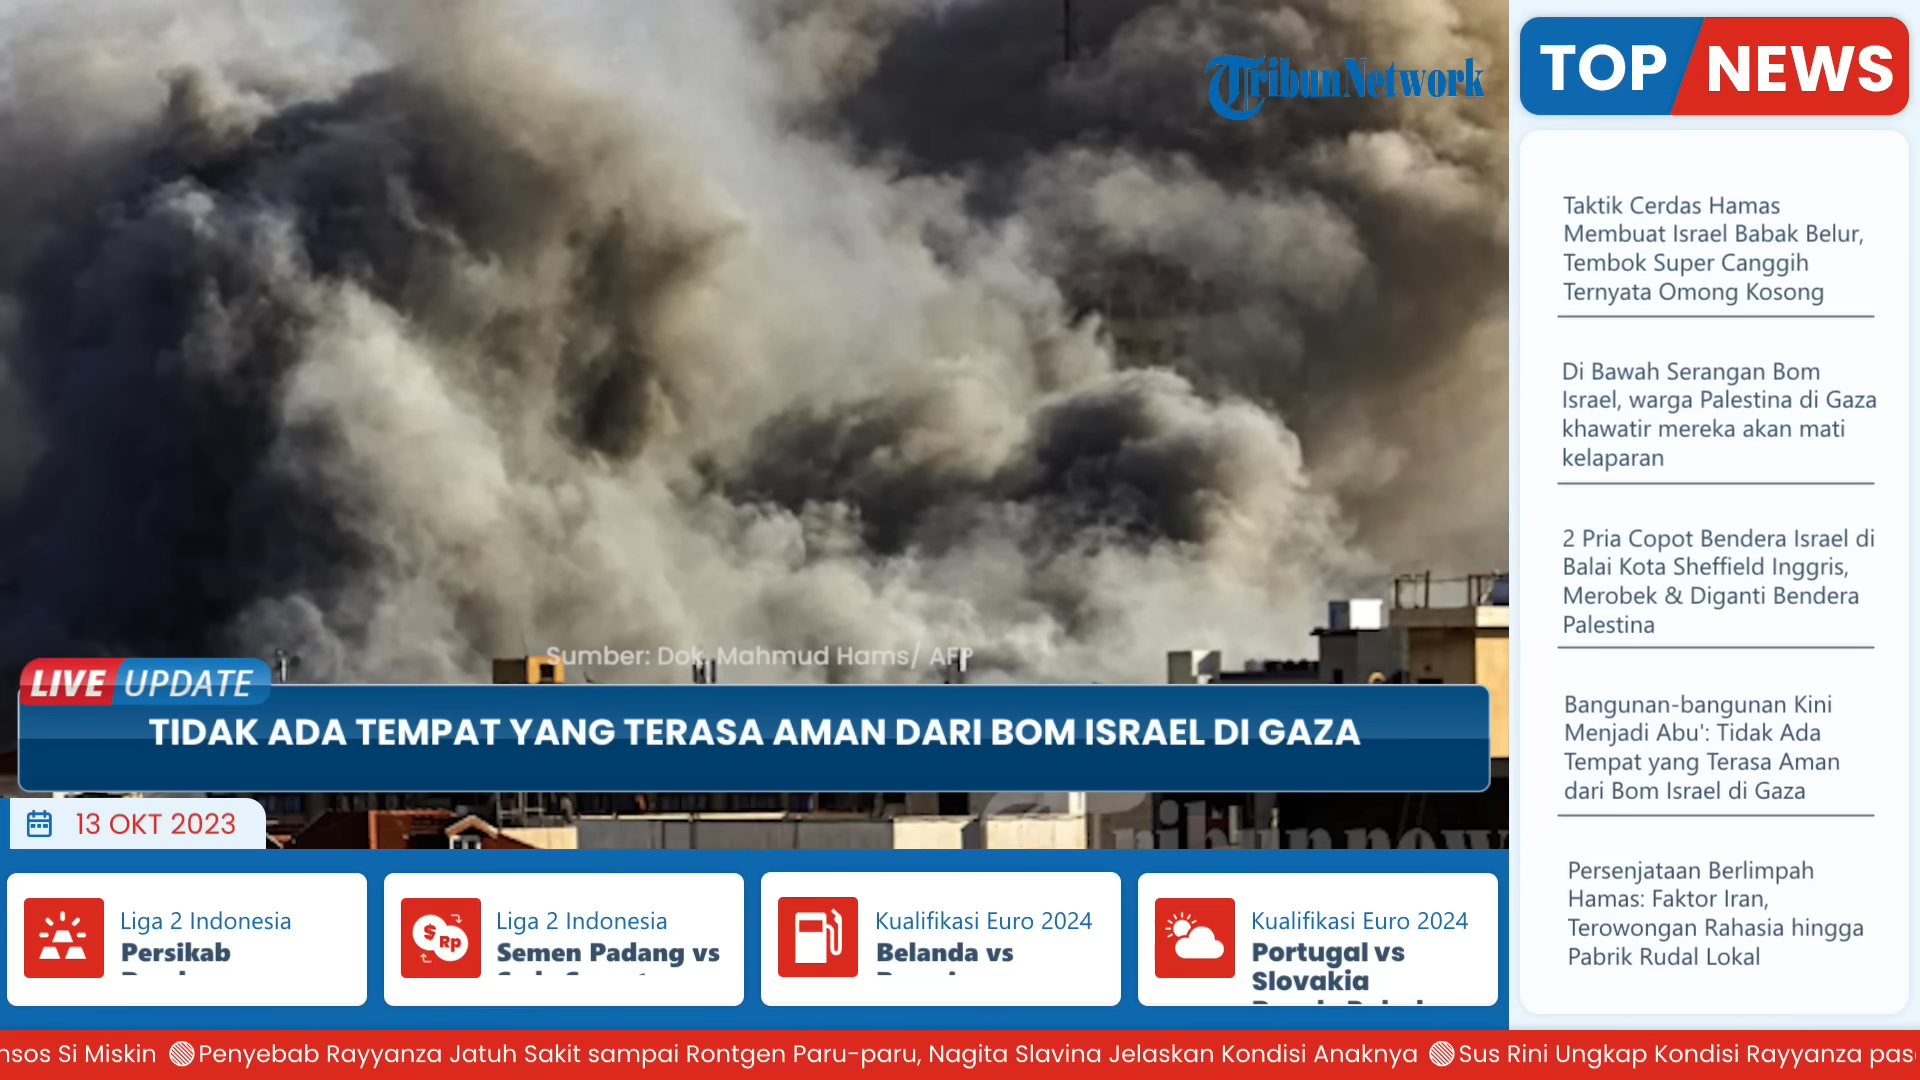 TribunNetwork
TOP NEWS
Taktik Cerdas Hamas
Membuat Israel Babak Belur,
Tembok Super Canggih
Ternyata Omong Kosong
Di Bawah Serangan Bom
Israel, warga Palestina di Gaza
khawatir mereka akan mati
kelaparan
2 Pria Copot Bendera Israel di
Balai Kota Sheffield Inggris,
Merobek & Diganti Bendera
Palestina
Bangunan-bangunan Kini
Menjadi Abu': Tidak Ada
Tempat yang Terasa Aman
dari Bom Israel di Gaza
Persenjataan Berlimpah
Hamas: Faktor Iran,
Terowongan Rahasia hingga
Pabrik Rudal Lokal
Sumber: Dok. Mahmud Hams/ AFP
LIVE UPDATE
TIDAK ADA TEMPAT YANG TERASA AMAN DARI BOM ISRAEL DI GAZA
13 OKT 2023
Liga 2 Indonesia
Persikab
$ Rp
Liga 2 Indonesia
Semen Padang vs
Kualifikasi Euro 2024
Belanda vs
Kualifikasi Euro 2024
Portugal vs
Slovakia
Si Miskin Penyebab Rayyanza Jatuh Sakit sampai Rontgen Paru-paru, Nagita Slavina Jelaskan Kondisi Anaknya Sus Rini Ungkap Kondisi Rayyanza